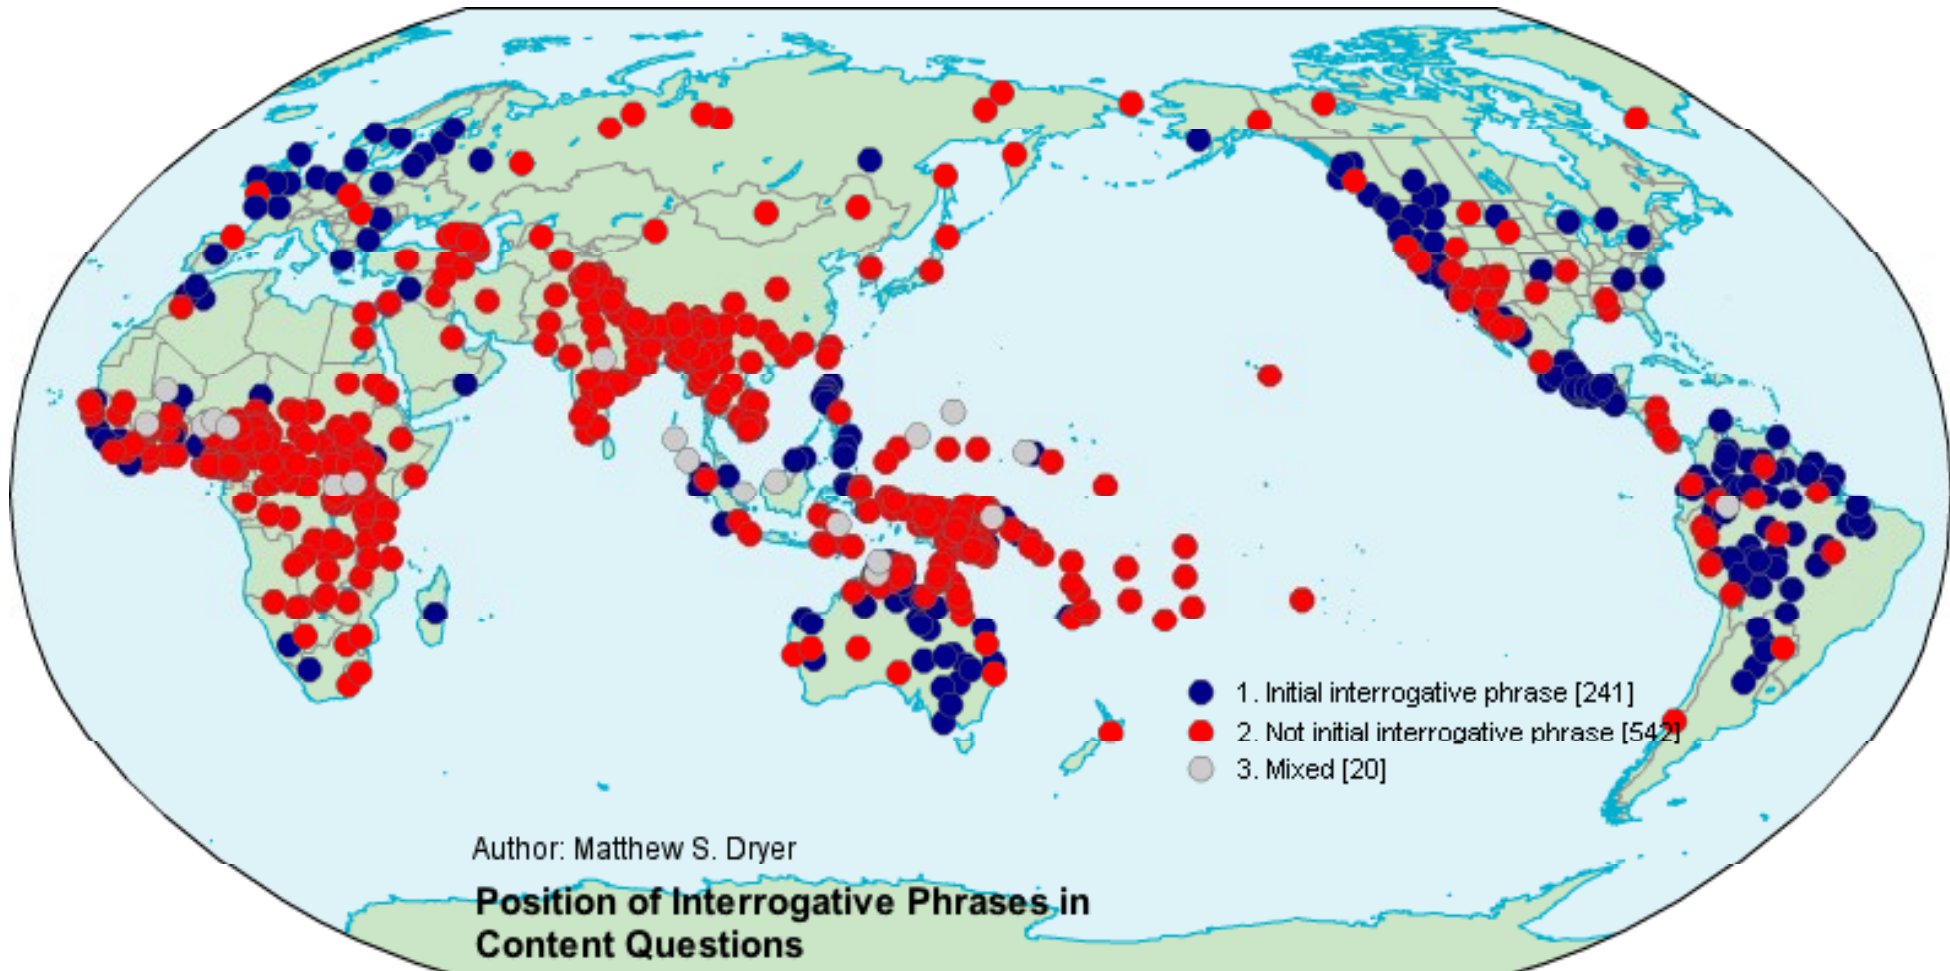 1. Initial interrogative phrase [241]
2. Not initial interrogative phrase [542]
3. Mixed [20]
Author: Matthew S. Dryer
Position of Interrogative Phrases in
Content Questions